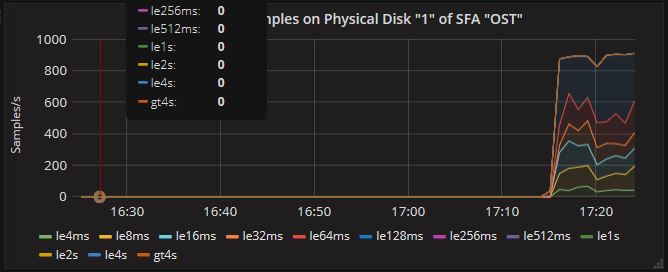 le256ms: 0
le512ms: 0
le1s: 0
le2s: 0
le4s: 0
gt4s: 0
mples on Physical Disk "1" of SFA "OST"
Samples/s
1000
800
600
400
200
0
16:30 16:40 16:50 17:00 17:10 17:20
le4ms le8ms le16ms le32ms le64ms le128ms le256ms le512ms le1s
le2s le4s gt4s